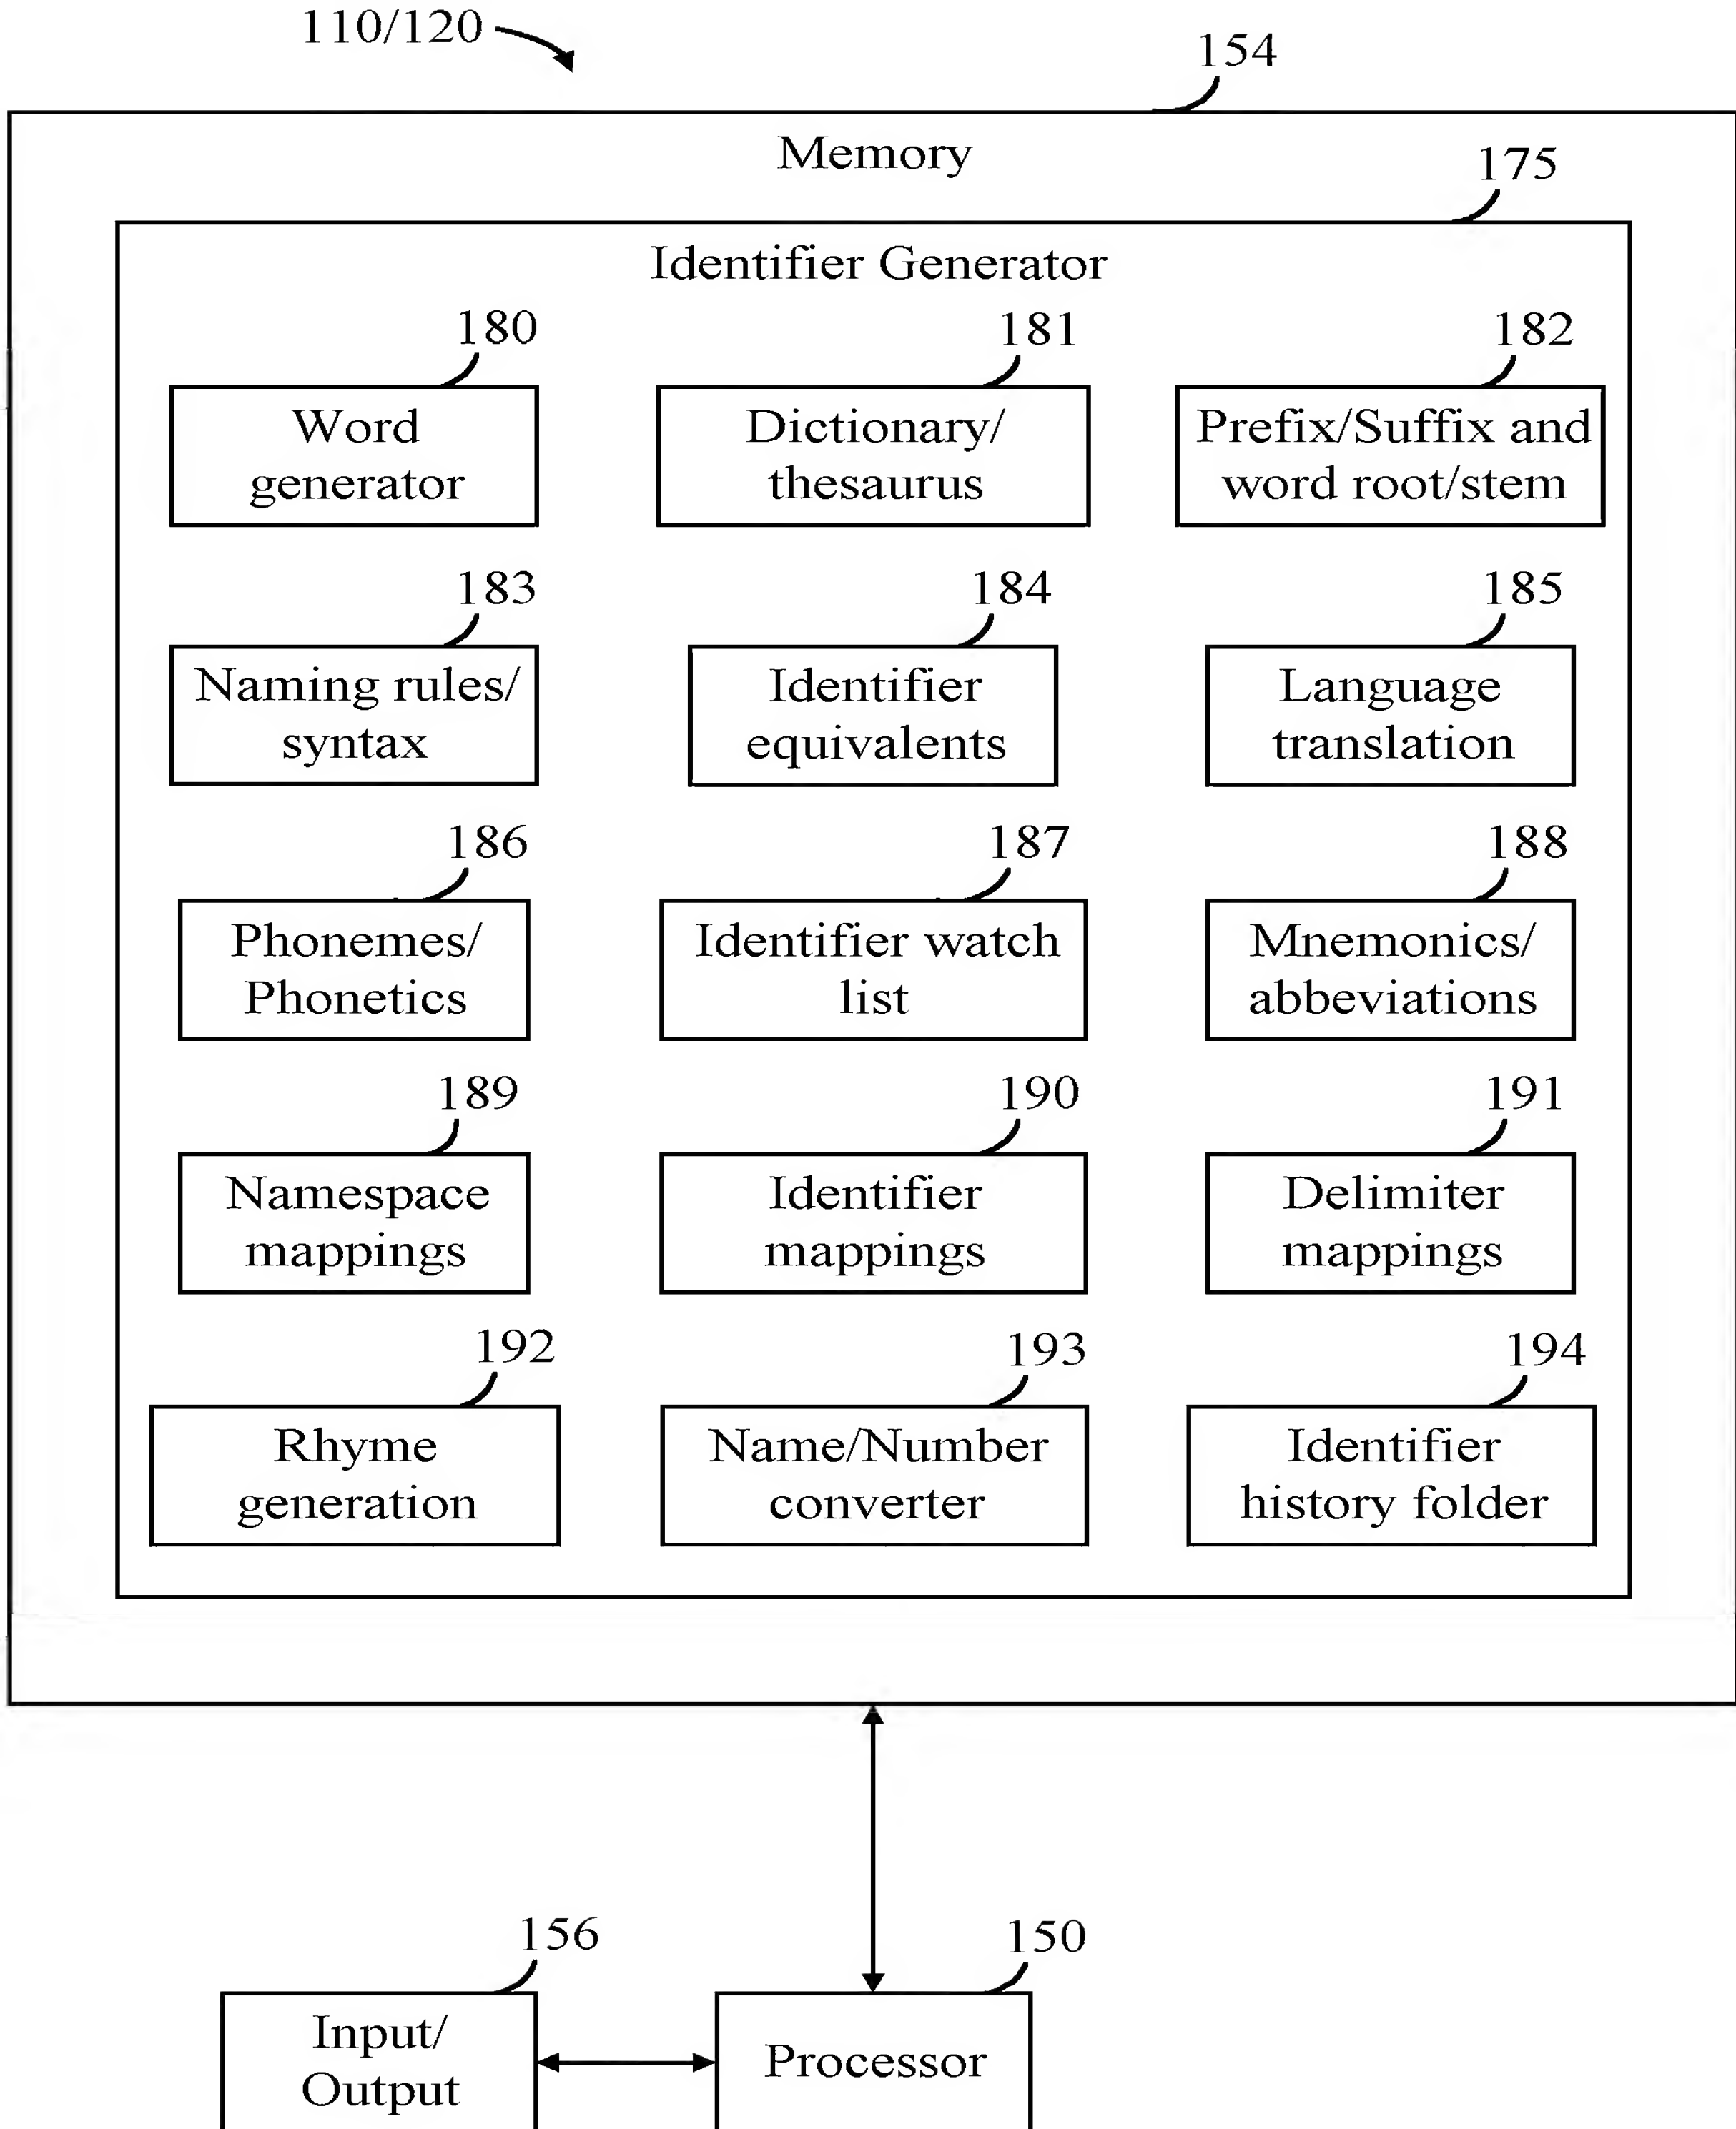 110/120
154
Memory
175
Identifier Generator
180
181
182
Word
generator
Dictionary/
thesaurus
Prefix/Suffix and
word root/stem
183
184
185
Naming rules/
syntax
Identifier
equivalents
Language
translation
186
187
188
Phonemes/
Phonetics
Identifier watch
list
Mnemonics/
abbeviations
189
190
191
Namespace
mappings
Identifier
mappings
Delimiter
mappings
192
193
194
Rhyme
generation
Name/Number
converter
Identifier
history folder
156
150
Input/
Output
Processor